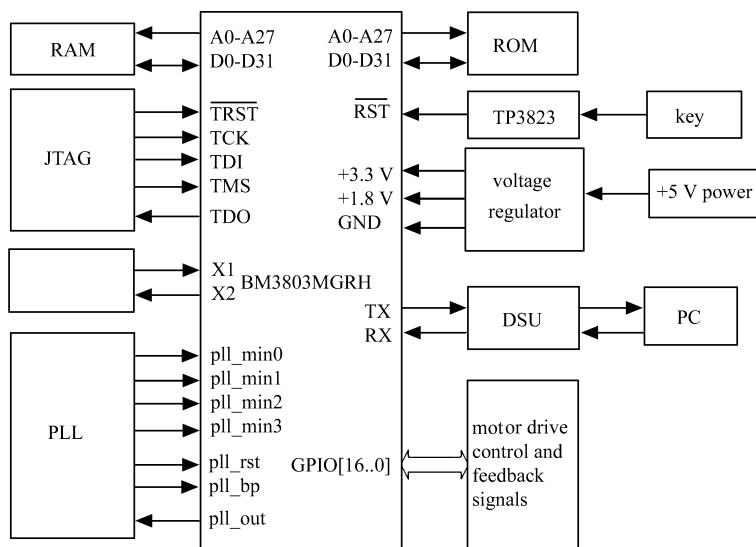 RAM
A0-A27
D0-D31
A0-A27
D0-D31
ROM
JTAG
TRST
TCK
TDI
TMS
TDO
RST
TP3823
key
+3.3 V
+1.8 V
GND
voltage
regulator
+5 V power
X1
X2
BM3803MGRH
TX
RX
DSU
PC
PLL
pll_min0
pll_min1
pll_min2
pll_min3
pll_rst
pll_bp
pll_out
GPIO[16..0]
motor drive
control and
feedback
signals